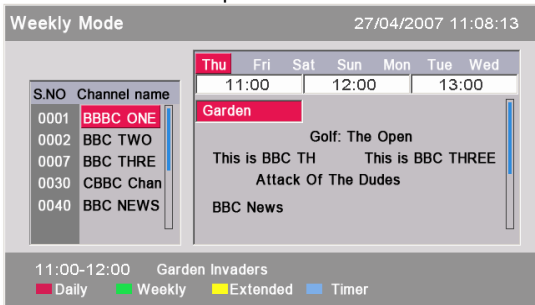 Weekly Mode 27/04/2007 11:08:13
Thu Fri Sat Sun Mon Tue Wed
11:00 12:00 13:00
S.NO Channel name
0001 BBBC ONE
0002 BBC TWO
0007 BBC THRE
0030 CBBC Chan
0040 BBC NEWS
Garden
Golf: The Open
This is BBC TH This is BBC THREE
Attack Of The Dudes
BBC News
11:00-12:00 Garden Invaders
Daily Weekly Extended Timer